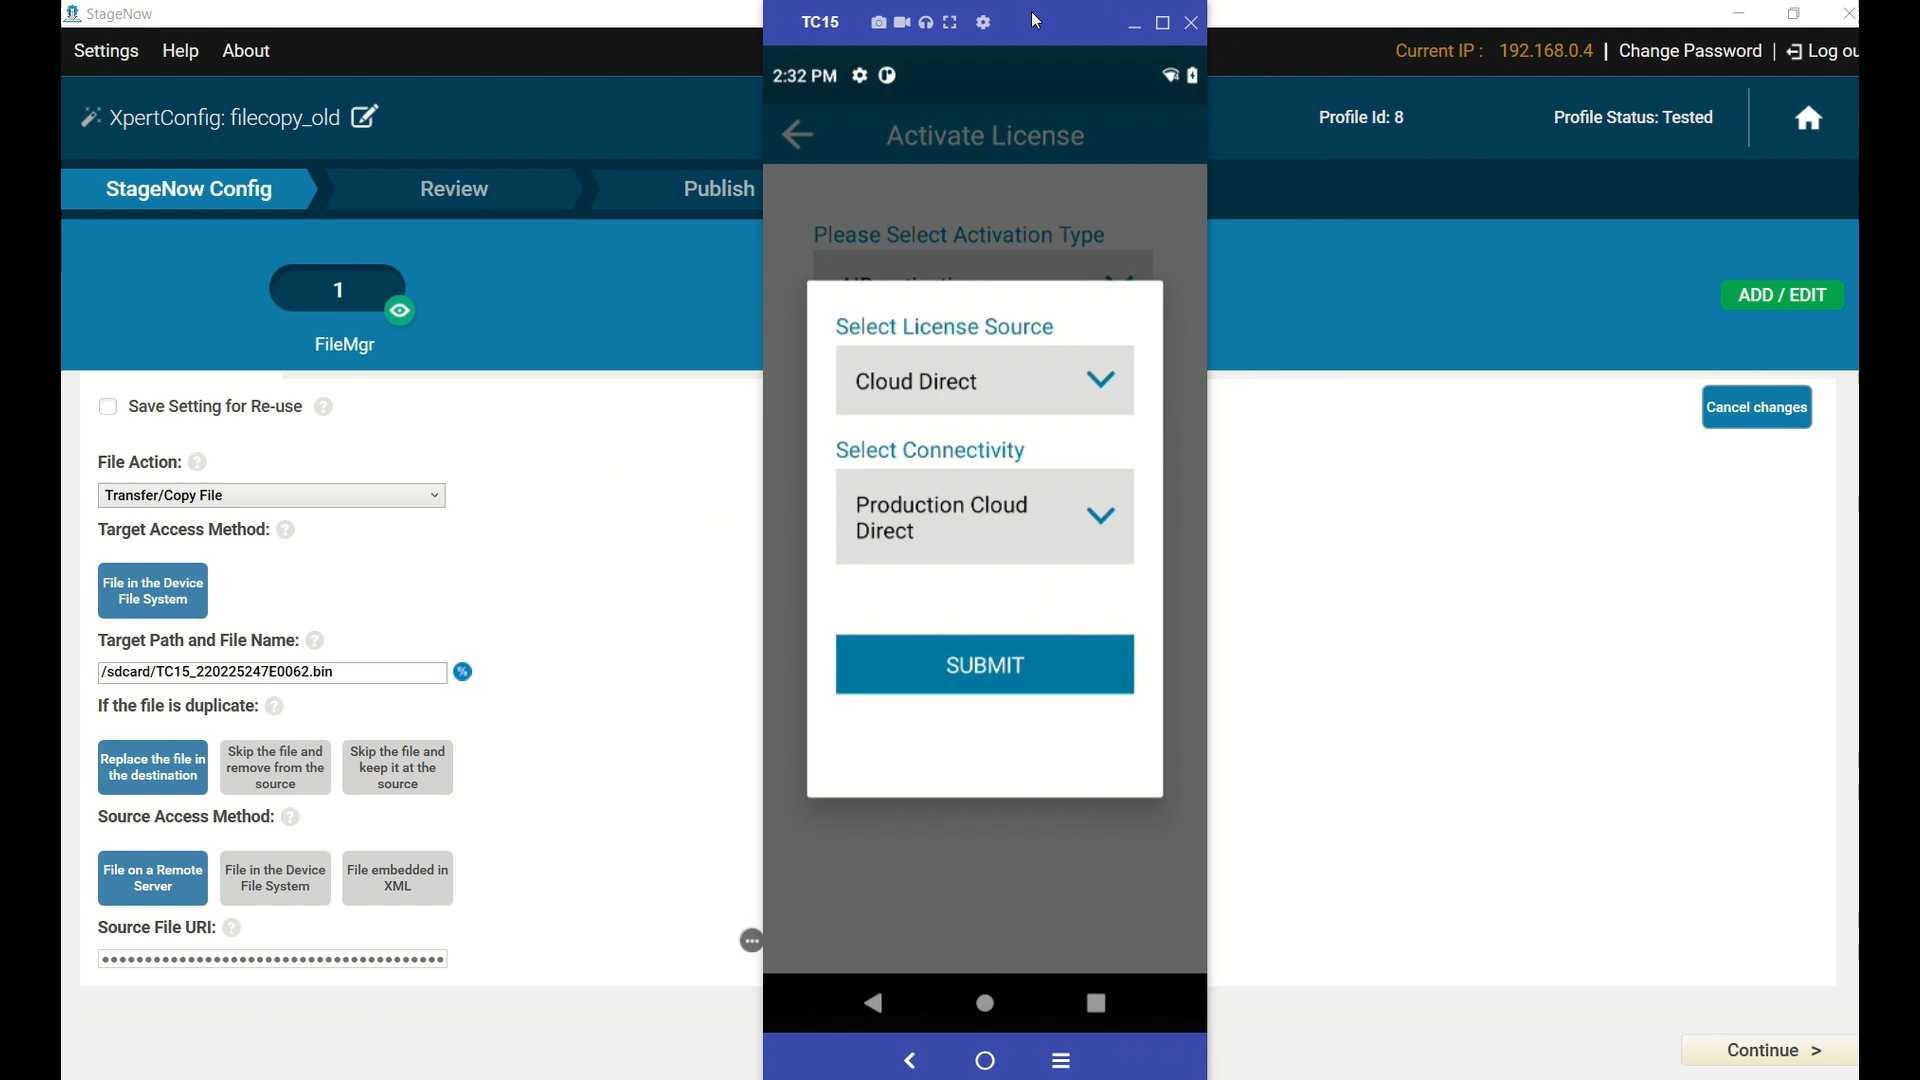 StageNow
Settings Help About
Current IP : 192.168.0.4 | Change Password | Log ou
XpertConfig: filecopy_old
Profile Id: 8
Profile Status: Tested
StageNow Config
Review
Publish
1
FileMgr
ADD / EDIT
Save Setting for Re-use ?
Cancel changes
File Action: ?
Transfer/Copy File
Target Access Method: ?
File in the Device
File System
Target Path and File Name: ?
/sdcard/TC15_220225247E0062.bin
If the file is duplicate: ?
Replace the file in
the destination
Skip the file and
remove from the
source
Skip the file and
keep it at the
source
Source Access Method: ?
File on a Remote
Server
File in the Device
File System
File embedded in
XML
Source File URI: ?
Continue >
TC15
2:32 PM
Activate License
Please Select Activation Type
Select License Source
Cloud Direct
Select Connectivity
Production Cloud
Direct
SUBMIT